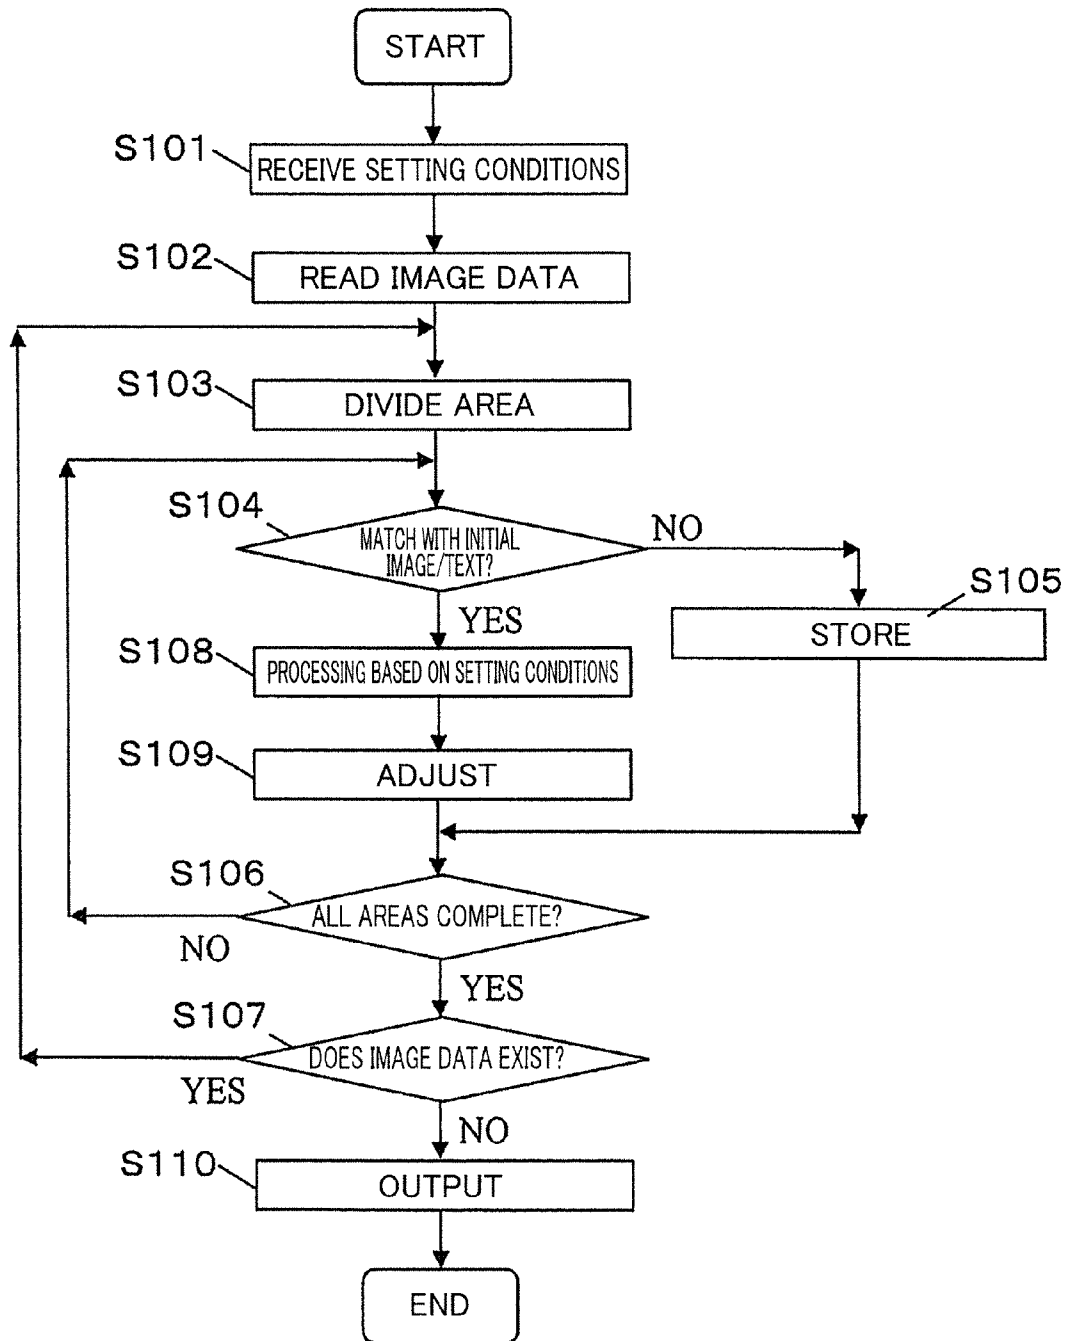 START
S101
RECEIVE SETTING CONDITIONS
S102
READ IMAGE DATA
S103
DIVIDE AREA
S104
MATCH WITH INITIAL
IMAGE/TEXT?
NO
S105
STORE
YES
S108
PROCESSING BASED ON SETTING CONDITIONS
S109
ADJUST
S106
ALL AREAS COMPLETE?
NO
YES
S107
DOES IMAGE DATA EXIST?
YES
NO
S110
OUTPUT
END